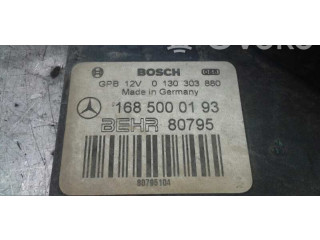 BOSCH
GPB 12V 0 130 303 880
Made in Germany
168 500 01 93
BEHR 80795
80795104